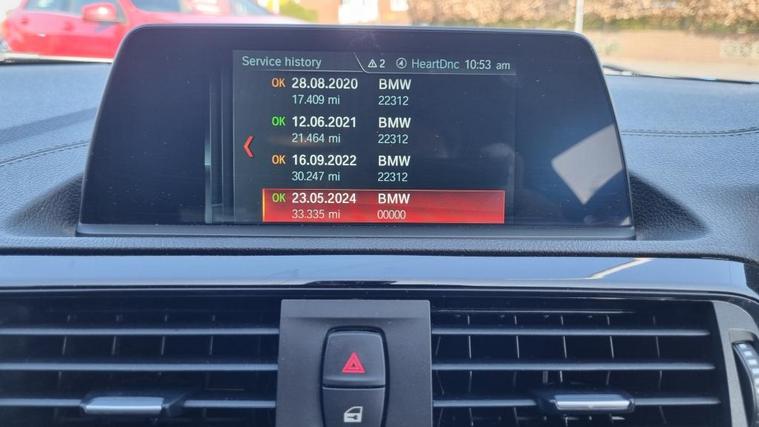 Service history 2 HeartDnc 10:53 am
OK 28.08.2020 BMW
17.409 mi 22312
OK 12.06.2021 BMW
21.464 mi 22312
OK 16.09.2022 BMW
30.247 mi 22312
OK 23.05.2024 BMW
33.335 mi 00000